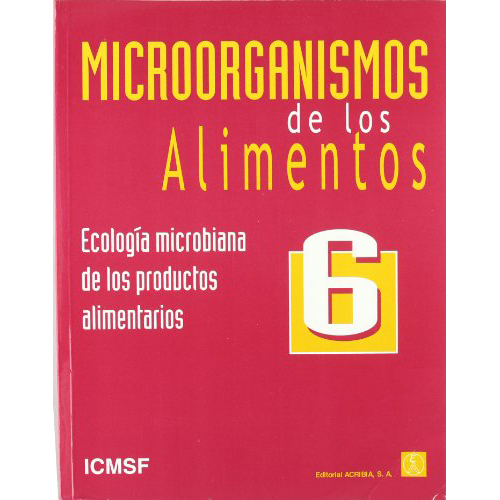 MICROORGANISMOS
de los
Alimentos
Ecología microbiana
de los productos
alimentarios
6
ICMSF
Editorial ACRIBIA, S. A.